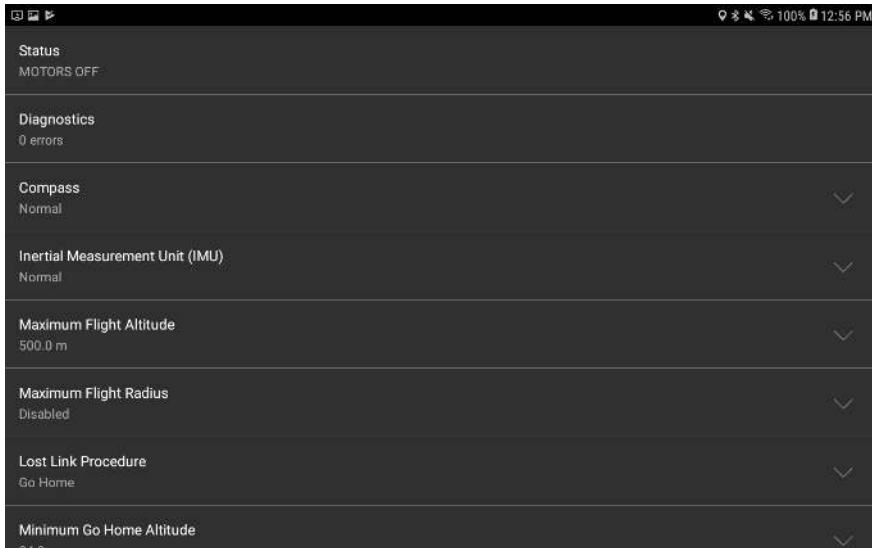 100% 12:56 PM
Status
MOTORS OFF
Diagnostics
0 errors
Compass
Normal
Inertial Measurement Unit (IMU)
Normal
Maximum Flight Altitude
500.0 m
Maximum Flight Radius
Disabled
Lost Link Procedure
Go Home
Minimum Go Home Altitude